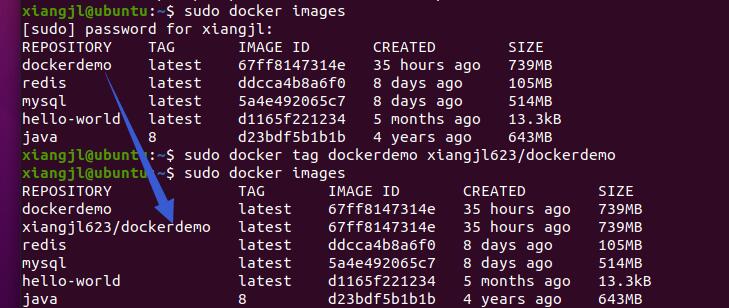 xiangjl@ubuntu:~$ sudo docker images
[sudo] password for xiangjl:
REPOSITORY TAG IMAGE ID CREATED SIZE
dockerdemo latest 67ff8147314e 35 hours ago 739MB
redis latest ddcca4b8a6f0 8 days ago 105MB
mysql latest 5a4e492065c7 8 days ago 514MB
hello-world latest d1165f221234 5 months ago 13.3kB
java 8 d23bdf5b1b1b 4 years ago 643MB
xiangjl@ubuntu:~$ sudo docker tag dockerdemo xiangjl623/dockerdemo
xiangjl@ubuntu:~$ sudo docker images
REPOSITORY TAG IMAGE ID CREATED SIZE
dockerdemo latest 67ff8147314e 35 hours ago 739MB
xiangjl623/dockerdemo latest 67ff8147314e 35 hours ago 739MB
redis latest ddcca4b8a6f0 8 days ago 105MB
mysql latest 5a4e492065c7 8 days ago 514MB
hello-world latest d1165f221234 5 months ago 13.3kB
java 8 d23bdf5b1b1b 4 years ago 643MB